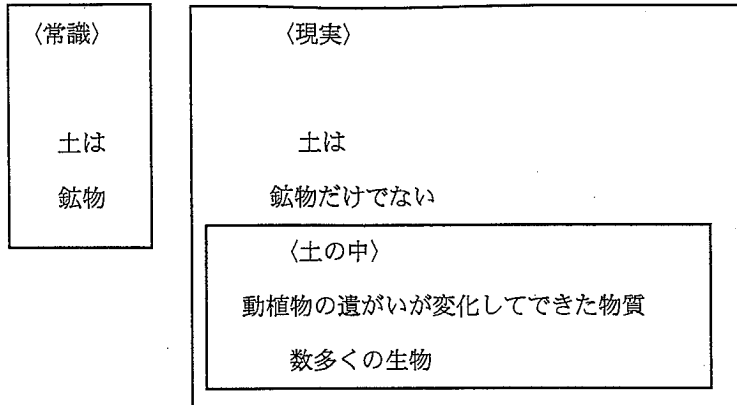 〈常識〉
土は
鉱物
〈現実〉
土は
鉱物だけでない
〈土の中〉
動植物の遺がいが変化してできた物質
数多くの生物